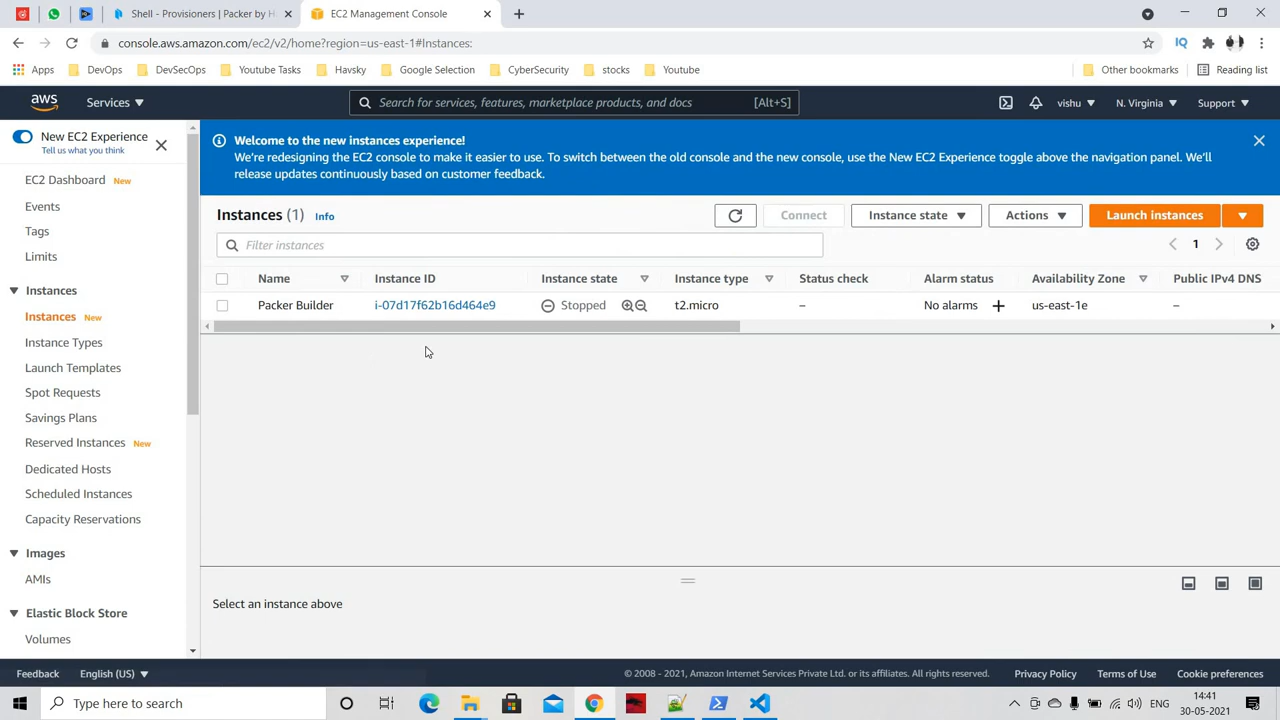 Shell - Provisioners | Packer by H
EC2 Management Console
console.aws.amazon.com/ec2/v2/home?region=us-east-1#Instances:
IQ
Apps
DevOps
DevSecOps
Youtube Tasks
Havsky
Google Selection
CyberSecurity
stocks
Youtube
Other bookmarks
Reading list
aws
Services
Search for services, features, marketplace products, and docs
[Alt+S]
vishu
N. Virginia
Support
New EC2 Experience
Tell us what you think
EC2 Dashboard New
Events
Tags
Limits
Instances
Instances New
Instance Types
Launch Templates
Spot Requests
Savings Plans
Reserved Instances New
Dedicated Hosts
Scheduled Instances
Capacity Reservations
Images
AMIs
Elastic Block Store
Volumes
Welcome to the new instances experience!
We're redesigning the EC2 console to make it easier to use. To switch between the old console and the new console, use the New EC2 Experience toggle above the navigation panel. We'll
release updates continuously based on customer feedback.
Instances (1) Info
Connect
Instance state
Actions
Launch instances
Filter instances
1
Name Instance ID Instance state Instance type Status check Alarm status Availability Zone Public IPv4 DNS
Packer Builder i-07d17f62b16d464e9 Stopped t2.micro – No alarms us-east-1e –
Select an instance above
Feedback
English (US)
© 2008 - 2021, Amazon Internet Services Private Ltd. or its affiliates. All rights reserved.
Privacy Policy
Terms of Use
Cookie preferences
Type here to search
ENG
14:41
30-05-2021